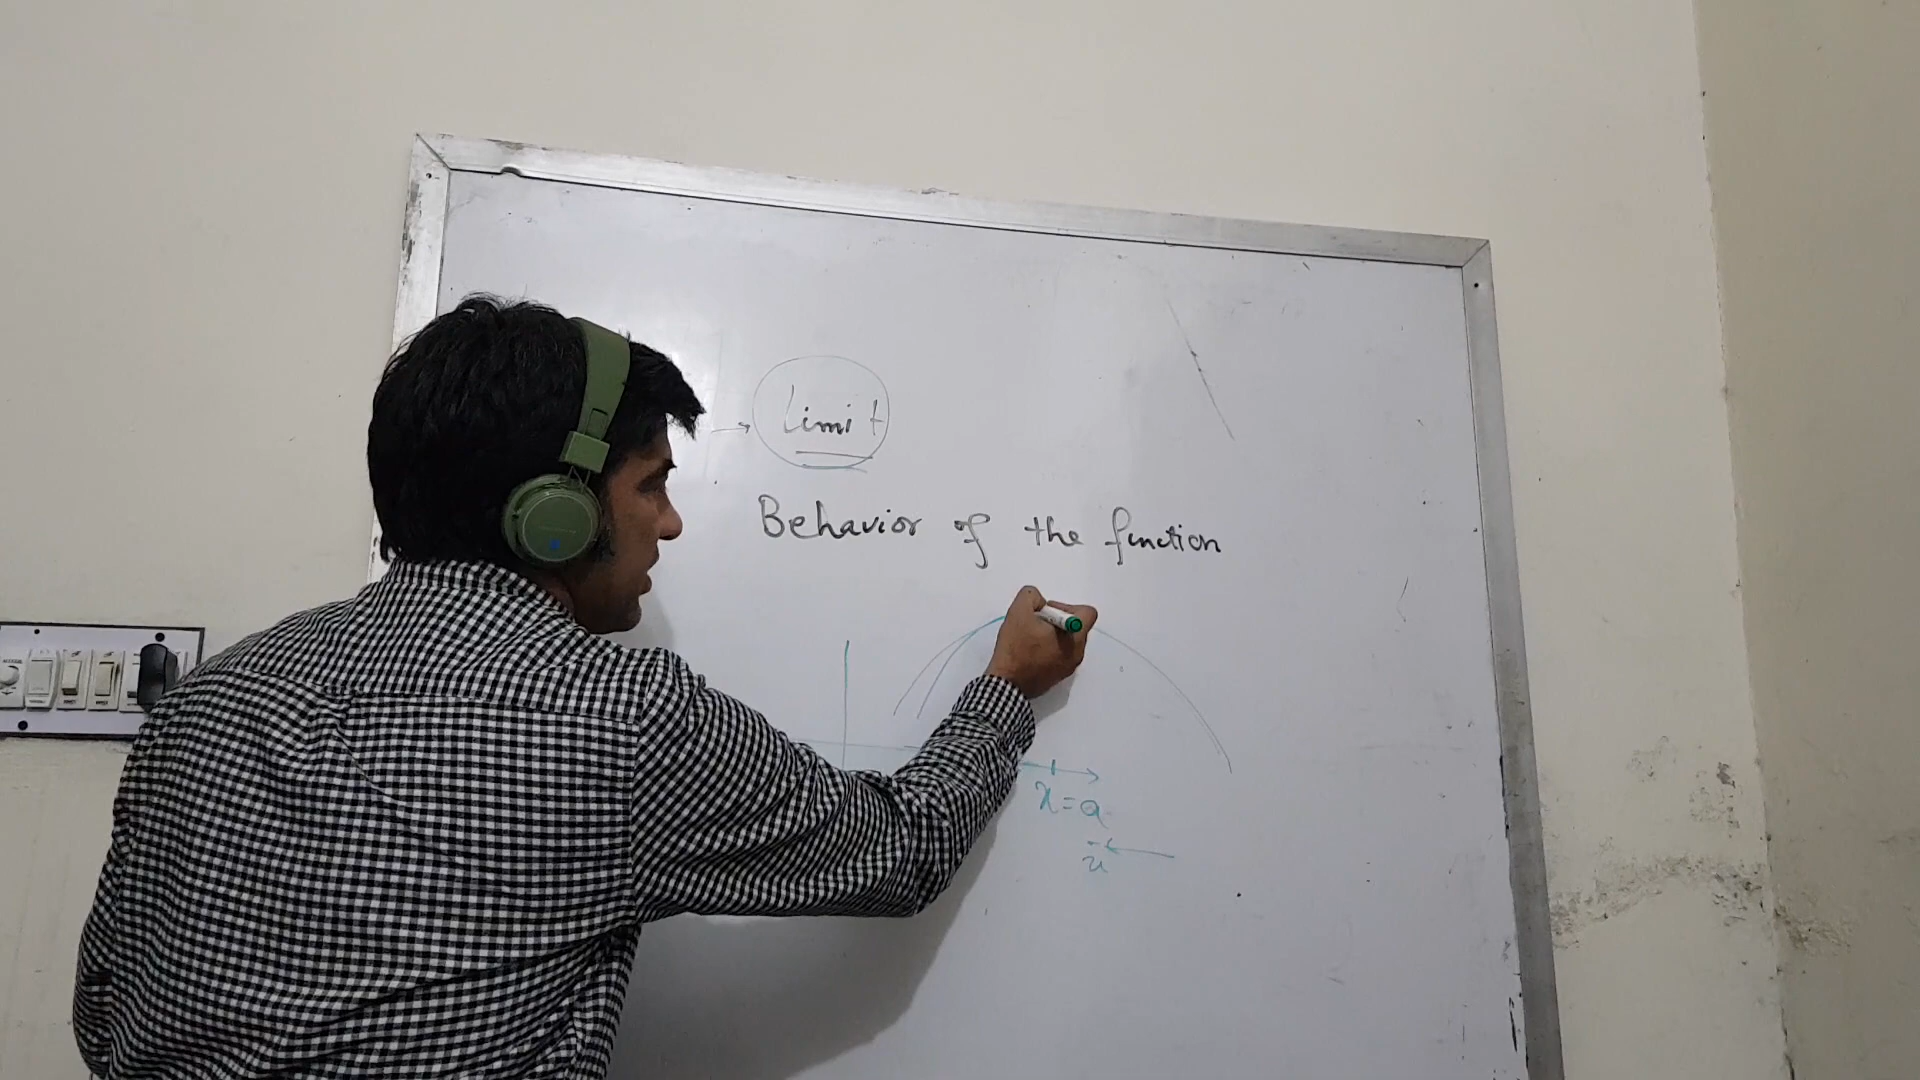 Limit
Behavior of the function
x = a